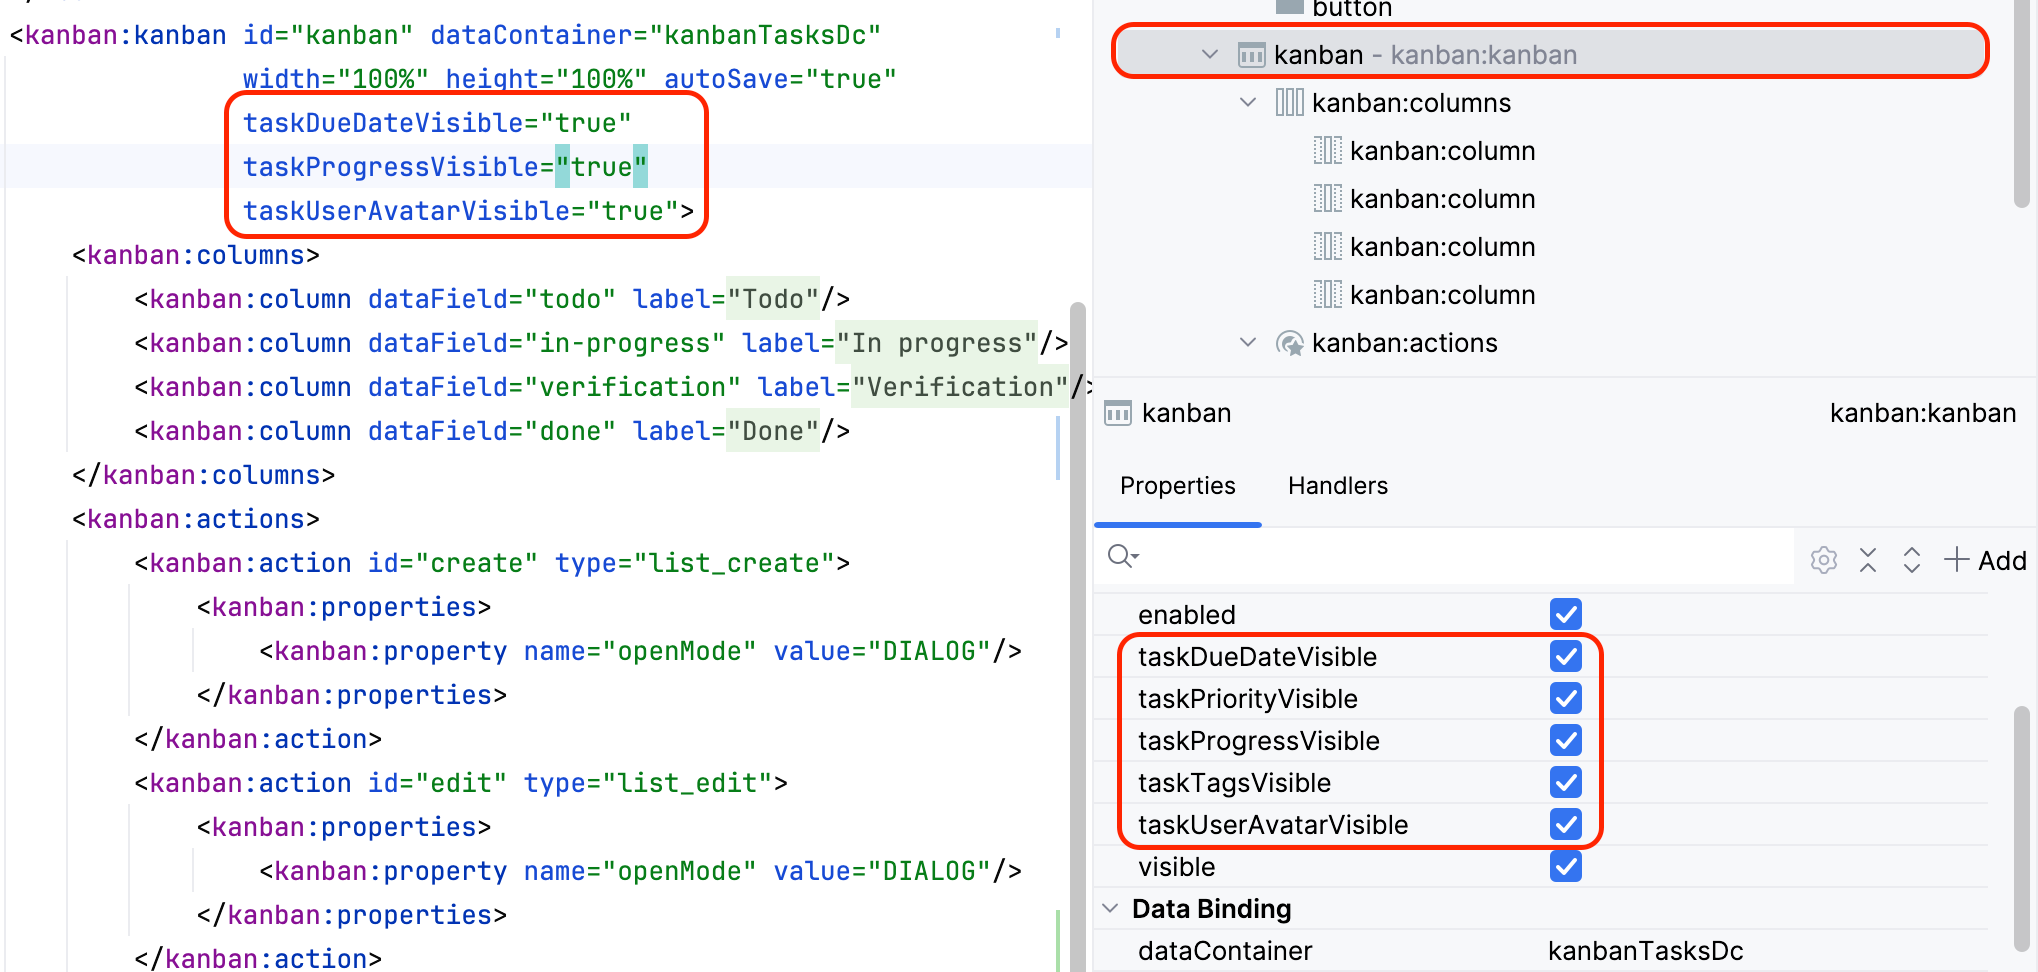 <kanban:kanban id="kanban" dataContainer="kanbanTasksDc"
width="100%" height="100%" autoSave="true"
taskDueDateVisible="true"
taskProgressVisible="true"
taskUserAvatarVisible="true">
<kanban:columns>
<kanban:column dataField="todo" label="Todo"/>
<kanban:column dataField="in-progress" label="In progress"/>
<kanban:column dataField="verification" label="Verification"/>
<kanban:column dataField="done" label="Done"/>
</kanban:columns>
<kanban:actions>
<kanban:action id="create" type="list_create">
<kanban:properties>
<kanban:property name="openMode" value="DIALOG"/>
</kanban:properties>
</kanban:action>
<kanban:action id="edit" type="list_edit">
<kanban:properties>
<kanban:property name="openMode" value="DIALOG"/>
</kanban:properties>
</kanban:action>
button
kanban - kanban:kanban
kanban:columns
kanban:column
kanban:column
kanban:column
kanban:column
kanban:actions
kanban kanban:kanban
Properties Handlers
Add
enabled
taskDueDateVisible
taskPriorityVisible
taskProgressVisible
taskTagsVisible
taskUserAvatarVisible
visible
Data Binding
dataContainer kanbanTasksDc